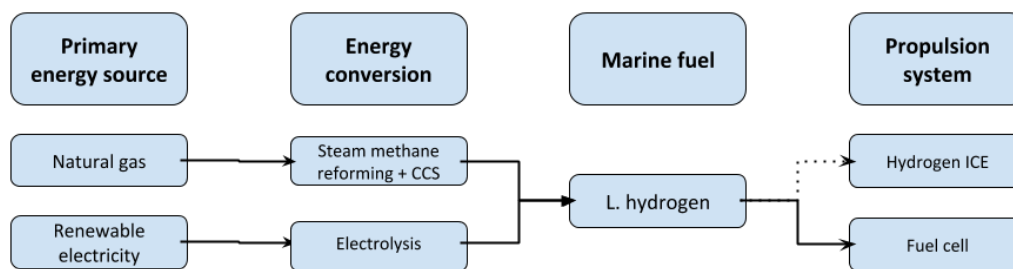 Primary
energy source
Energy
conversion
Marine fuel
Propulsion
system
Natural gas
Steam methane
reforming + CCS
L. hydrogen
Hydrogen ICE
Renewable
electricity
Electrolysis
Fuel cell